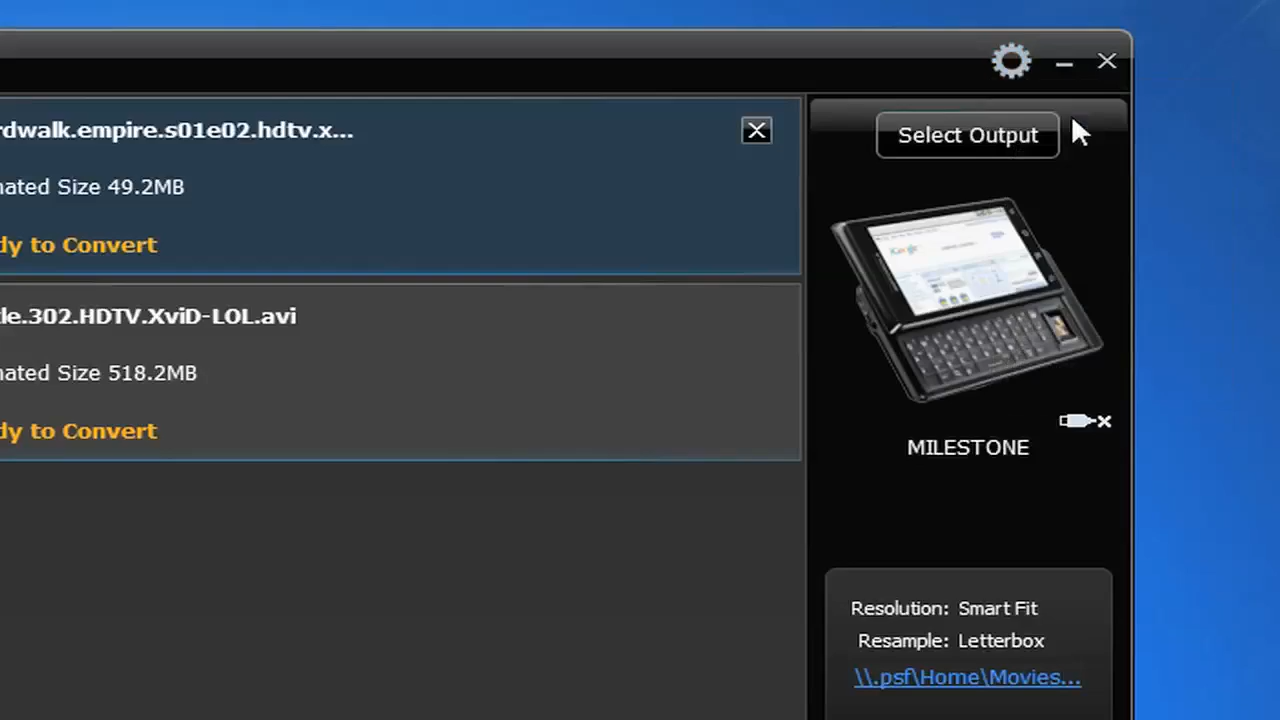 rdwalk.empire.s01e02.hdtv.x...
Select Output
nated Size 49.2MB
dy to Convert
le.302.HDTV.XviD-LOL.avi
nated Size 518.2MB
dy to Convert
MILESTONE
Resolution: Smart Fit
Resample: Letterbox
\\.psf\Home\Movies...